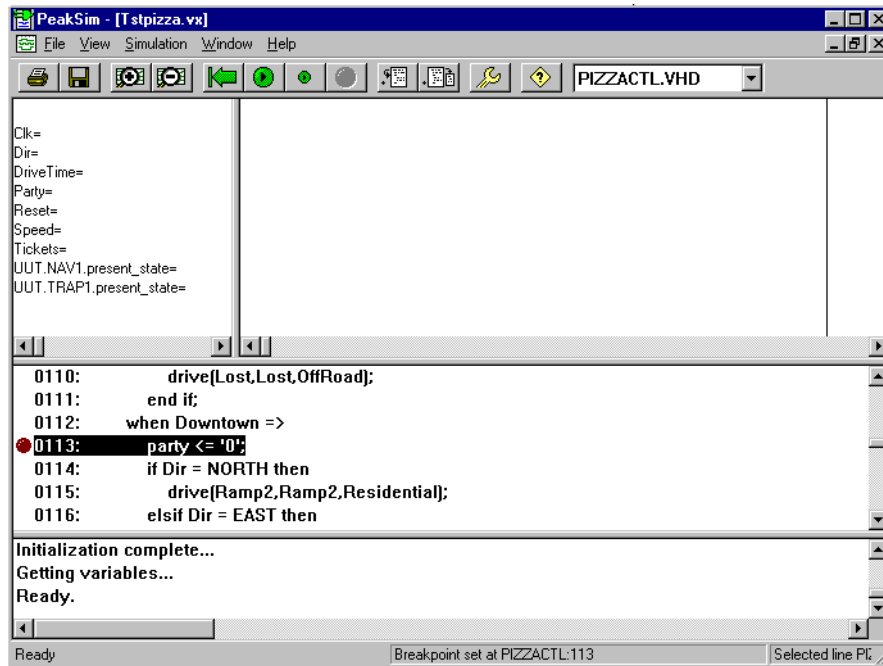 PeakSim - [Tstpizza.vx]
File View Simulation Window Help
PIZZACTL.VHD
Clk=
Dir=
DriveTime=
Party=
Reset=
Speed=
Tickets=
UUT.NAV1.present_state=
UUT.TRAP1.present_state=
0110: drive(Lost,Lost,OffRoad);
0111: end if;
0112: when Downtown =>
0113: party <= '0';
0114: if Dir = NORTH then
0115: drive(Ramp2,Ramp2,Residential);
0116: elsif Dir = EAST then
Initialization complete...
Getting variables...
Ready.
Ready Breakpoint set at PIZZACTL:113 Selected line